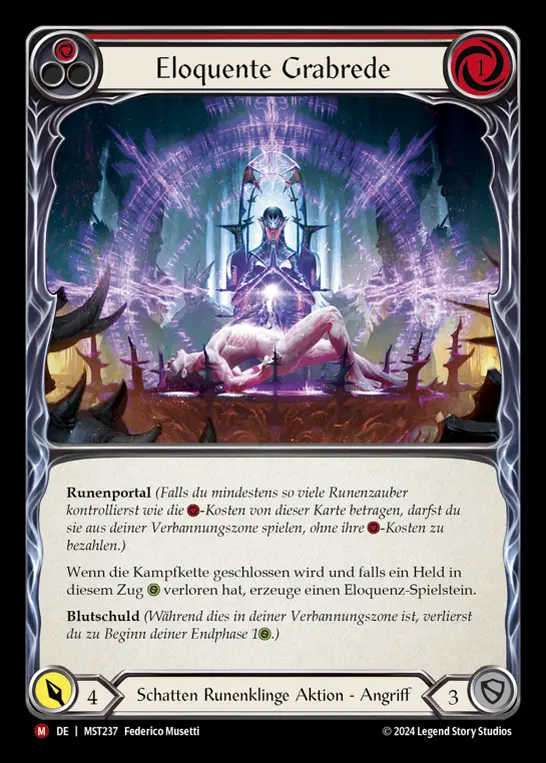 Eloquente Grabrede
1
Runenportal (Falls du mindestens so viele Runenzauber
kontrollierst wie die -Kosten von dieser Karte betragen, darfst du
sie aus deiner Verbannungszone spielen, ohne ihre -Kosten zu
bezahlen.)
Wenn die Kampfkette geschlossen wird und falls ein Held in
diesem Zug verloren hat, erzeuge einen Eloquenz-Spielstein.
Blutschuld (Während dies in deiner Verbannungszone ist, verlierst
du zu Beginn deiner Endphase 1.)
4
Schatten Runenklinge Aktion - Angriff
3
M DE | MST237 Federico Musetti
© 2024 Legend Story Studios